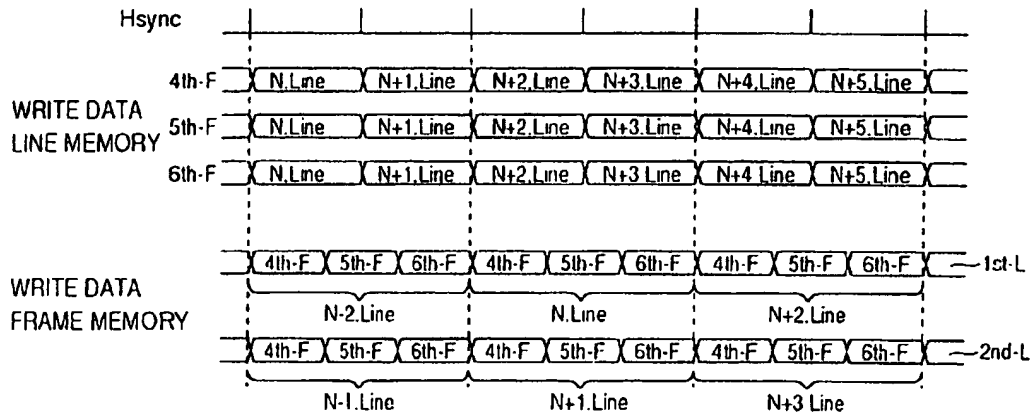 Hsync
4th-F N.Line N+1.Line N+2.Line N+3.Line N+4.Line N+5.Line
WRITE DATA
LINE MEMORY
5th-F N.Line N+1.Line N+2.Line N+3.Line N+4.Line N+5.Line
6th-F N.Line N+1.Line N+2.Line N+3.Line N+4.Line N+5.Line
4th-F 5th-F 6th-F 4th-F 5th-F 6th-F 4th-F 5th-F 6th-F 1st-L
WRITE DATA
FRAME MEMORY
N-2.Line N.Line N+2.Line
4th-F 5th-F 6th-F 4th-F 5th-F 6th-F 4th-F 5th-F 6th-F 2nd-L
N-1.Line N+1.Line N+3 Line